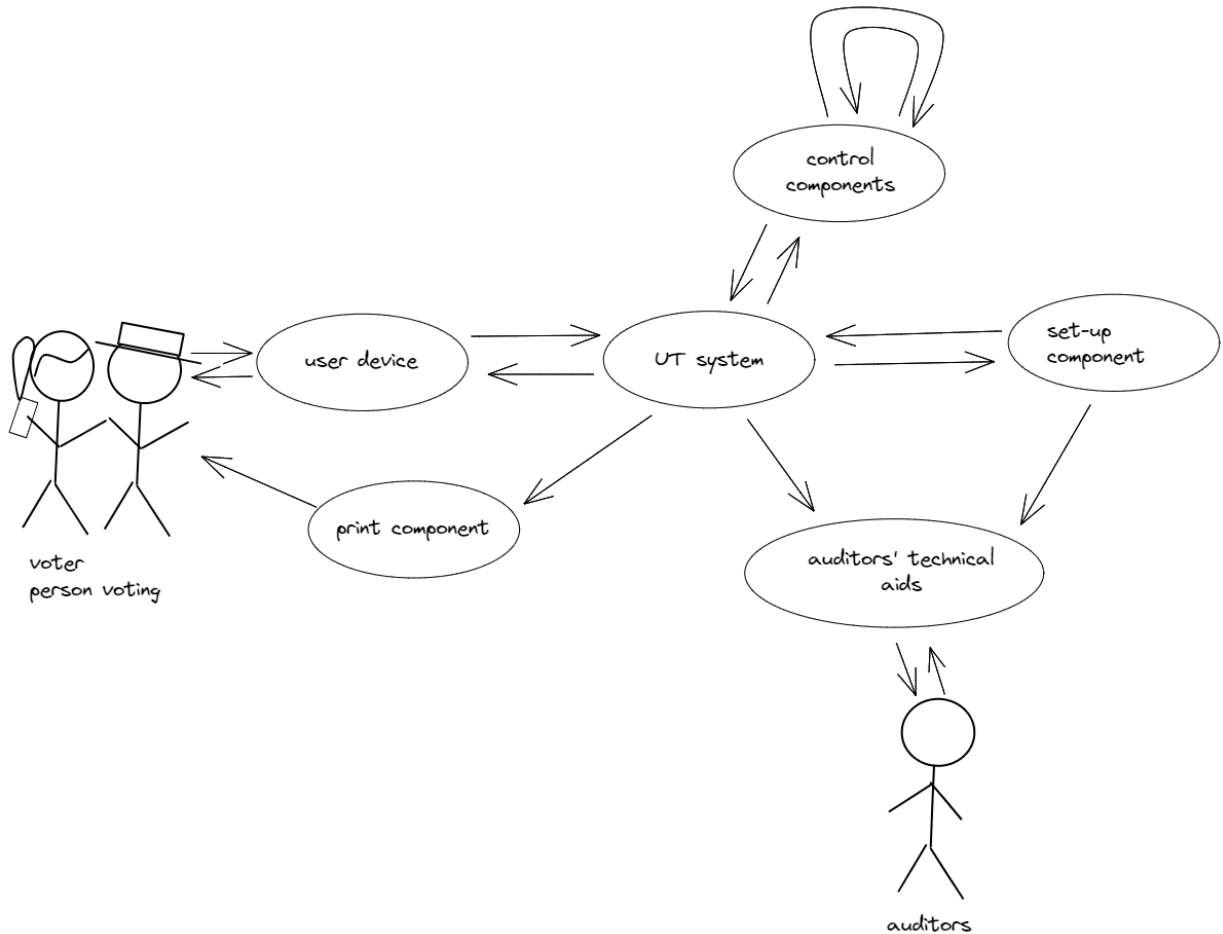 control
components
set-up
component
user device
UT system
print component
auditors' technical
aids
voter
person voting
auditors